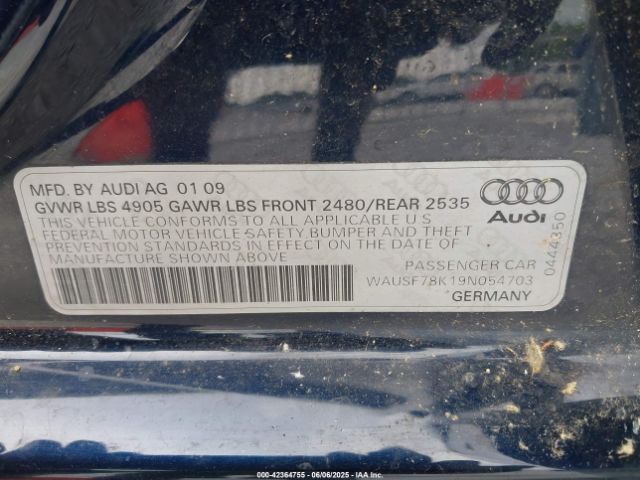 MFD. BY AUDI AG 01 09
GVWR LBS 4905 GAWR LBS FRONT 2480/REAR 2535
THIS VEHICLE CONFORMS TO ALL APPLICABLE U S
FEDERAL MOTOR VEHICLE SAFETY, BUMPER AND THEFT
PREVENTION STANDARDS IN EFFECT ON THE DATE OF
MANUFACTURE SHOWN ABOVE
PASSENGER CAR
WAUSF78K19N054703
GERMANY
Audi
0444350
000-42364755 - 06/06/2025 - IAAI.com